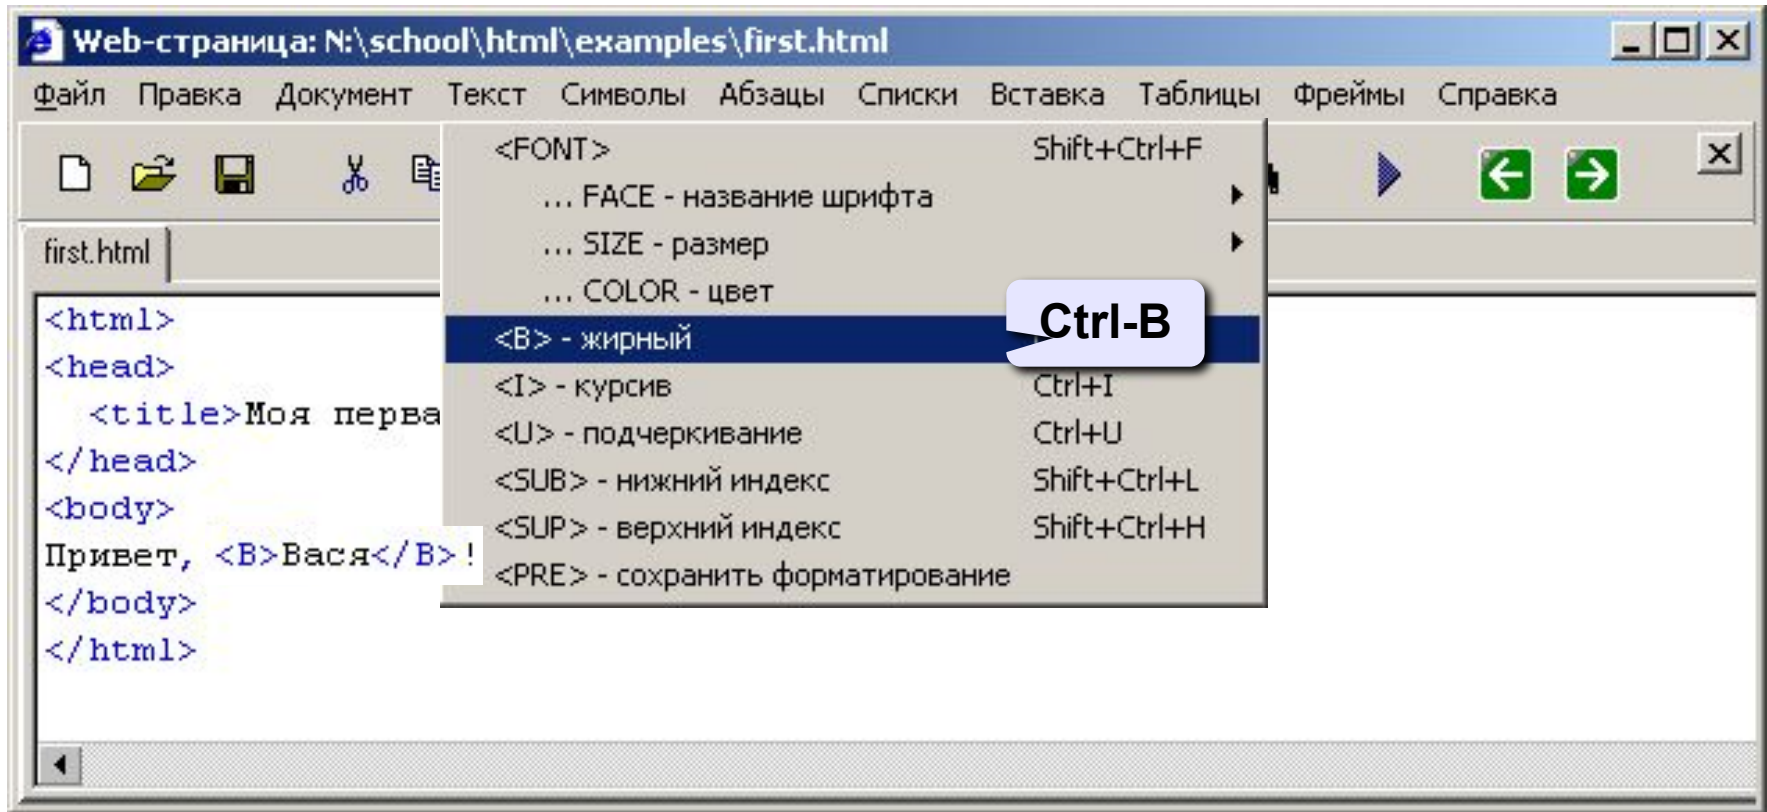 Web-страница: N:\school\html\examples\first.html
Файл Правка Документ Текст Символы Абзацы Списки Вставка Таблицы Фреймы Справка
<FONT> Shift+Ctrl+F
... FACE - название шрифта
... SIZE - размер
... COLOR - цвет
<B> - жирный Ctrl-B
<I> - курсив Ctrl+I
<U> - подчеркивание Ctrl+U
<SUB> - нижний индекс Shift+Ctrl+L
<SUP> - верхний индекс Shift+Ctrl+H
<PRE> - сохранить форматирование
first.html
<html>
<head>
<title>Моя перва
</head>
<body>
Привет, <B>Вася</B>!
</body>
</html>